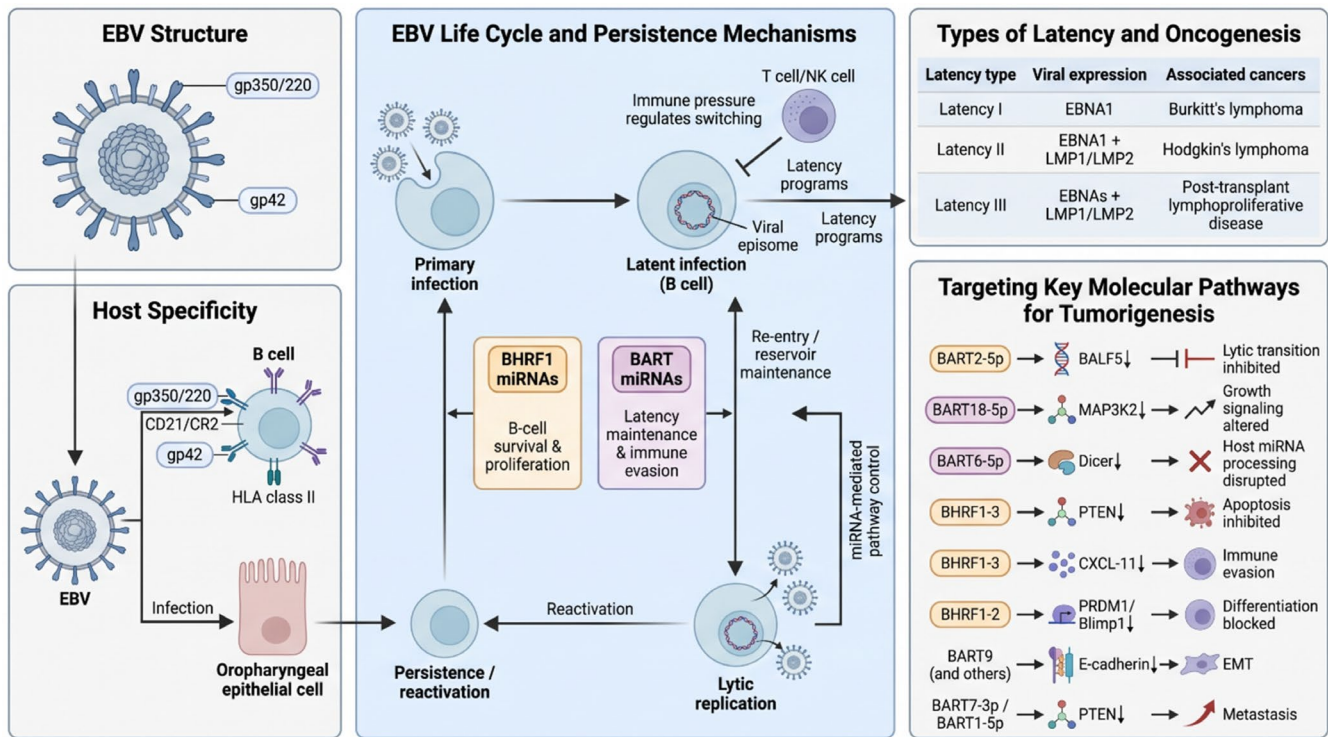 EBV Structure
gp350/220
gp42
Host Specificity
B cell
gp350/220
CD21/CR2
gp42
HLA class II
EBV
Infection
Oropharyngeal
epithelial cell
EBV Life Cycle and Persistence Mechanisms
T cell/NK cell
Immune pressure
regulates switching
Latency
programs
Latency
programs
Viral
episome
Primary
infection
Latent infection
(B cell)
BHRF1
miRNAs
B-cell
survival &
proliferation
BART
miRNAs
Latency
maintenance
& immune
evasion
Re-entry /
reservoir
maintenance
miRNA-mediated
pathway control
Reactivation
Persistence /
reactivation
Lytic
replication
Types of Latency and Oncogenesis
Latency type Viral expression Associated cancers
Latency I EBNA1 Burkitt's lymphoma
Latency II EBNA1 +
LMP1/LMP2 Hodgkin's lymphoma
Latency III EBNAs +
LMP1/LMP2 Post-transplant
lymphoproliferative
disease
Targeting Key Molecular Pathways
for Tumorigenesis
BART2-5p BALF5↓ Lytic transition
inhibited
BART18-5p MAP3K2↓ Growth
signaling
altered
BART6-5p Dicer↓ Host miRNA
processing
disrupted
BHRF1-3 PTEN↓ Apoptosis
inhibited
BHRF1-3 CXCL-11↓ Immune
evasion
BHRF1-2 PRDM1/
Blimp1↓ Differentiation
blocked
BART9
(and others) E-cadherin↓ EMT
BART7-3p /
BART1-5p PTEN↓ Metastasis